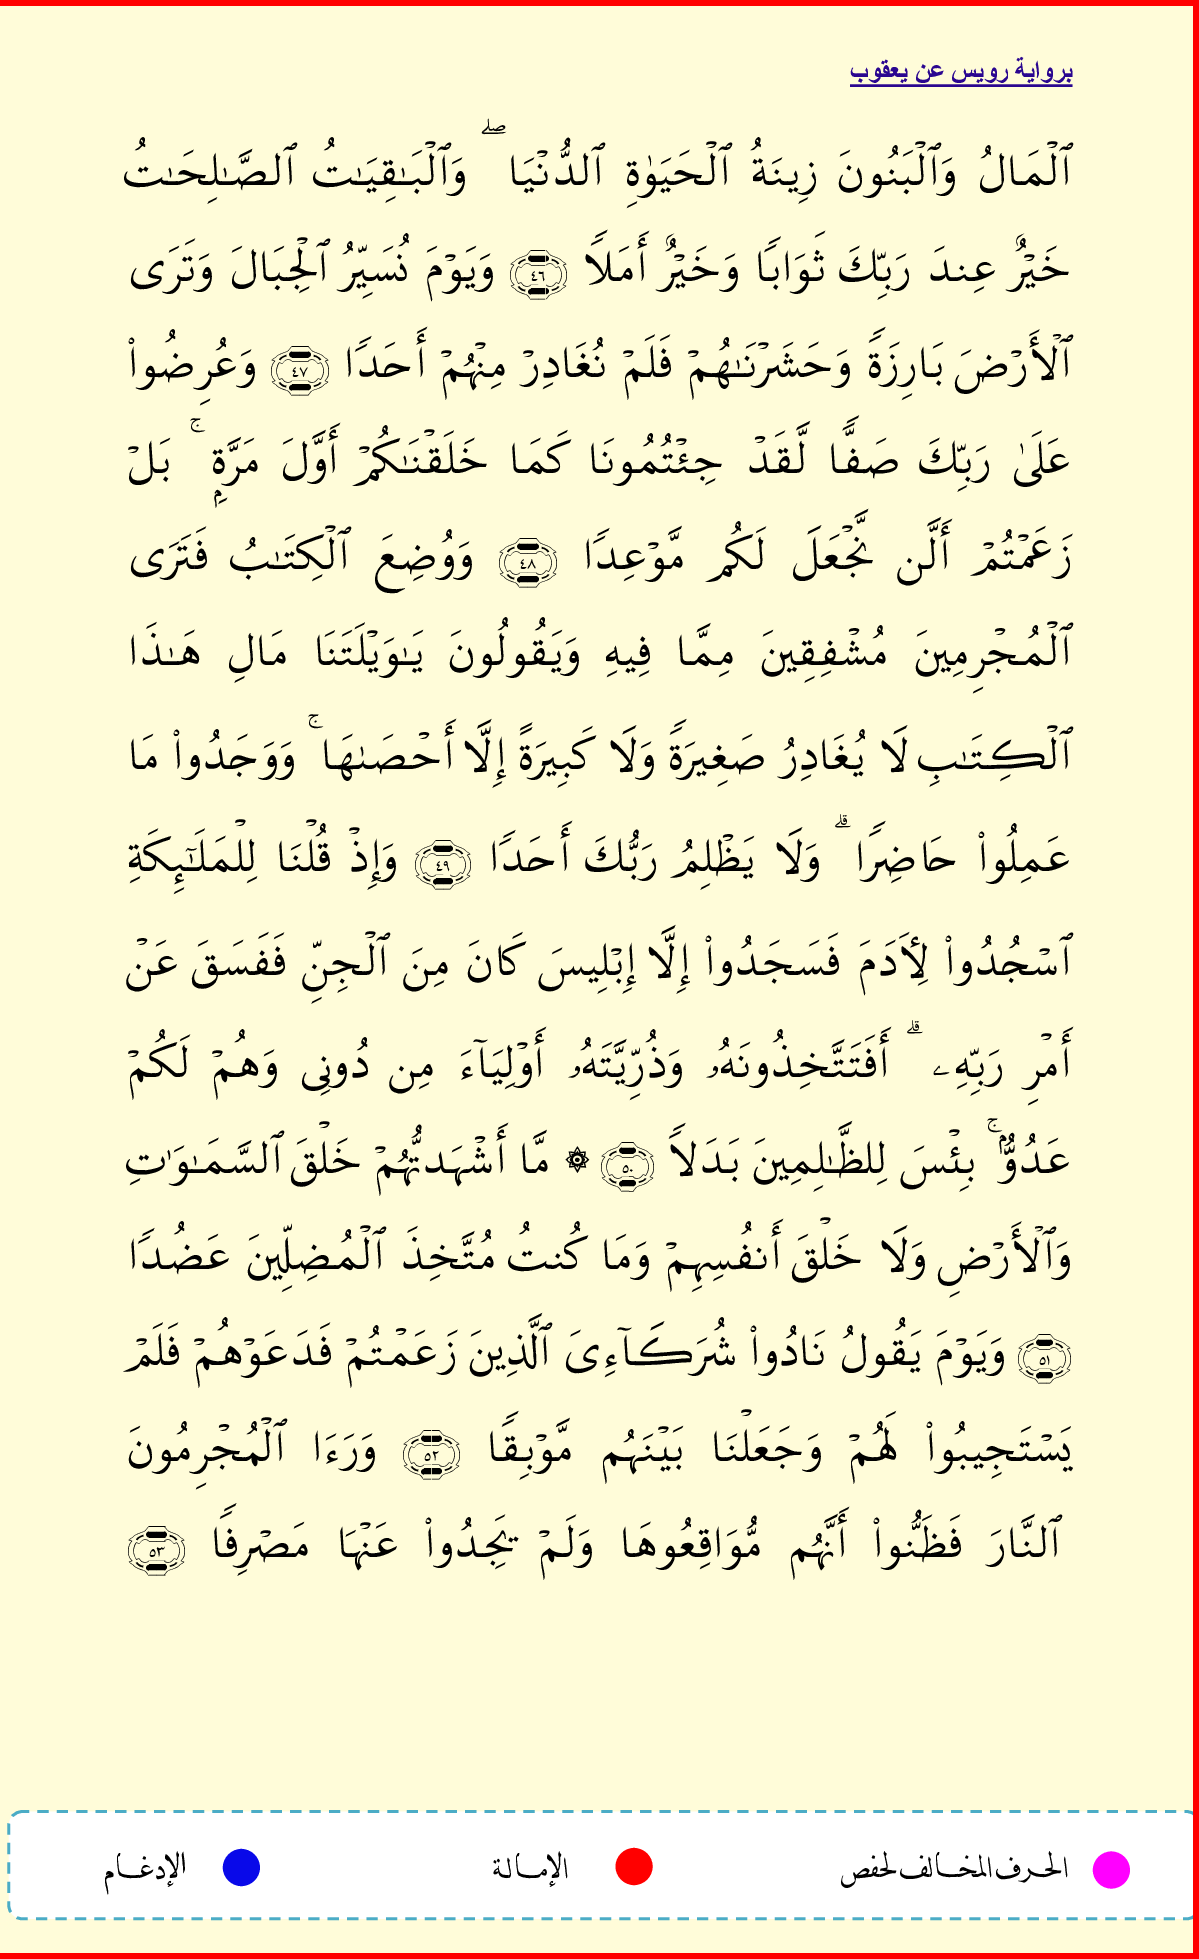 برواية رويس عن يعقوب
ٱلۡمَالُ وَٱلۡبَنُونَ زِينَةُ ٱلۡحَيَوٰةِ ٱلدُّنۡيَاۖ وَٱلۡبَٰقِيَٰتُ ٱلصَّٰلِحَٰتُ
خَيۡرٌ عِندَ رَبِّكَ ثَوَابٗا وَخَيۡرٌ أَمَلٗا ٤٦ وَيَوۡمَ نُسَيِّرُ ٱلۡجِبَالَ وَتَرَى
ٱلۡأَرۡضَ بَارِزَةٗ وَحَشَرۡنَٰهُمۡ فَلَمۡ نُغَادِرۡ مِنۡهُمۡ أَحَدٗا ٤٧ وَعُرِضُواْ
عَلَىٰ رَبِّكَ صَفّٗا لَّقَدۡ جِئۡتُمُونَا كَمَا خَلَقۡنَٰكُمۡ أَوَّلَ مَرَّةِۭۚ بَلۡ
زَعَمۡتُمۡ أَلَّن نَّجۡعَلَ لَكُم مَّوۡعِدٗا ٤٨ وَوُضِعَ ٱلۡكِتَٰبُ فَتَرَى
ٱلۡمُجۡرِمِينَ مُشۡفِقِينَ مِمَّا فِيهِ وَيَقُولُونَ يَٰوَيۡلَتَنَا مَالِ هَٰذَا
ٱلۡكِتَٰبِ لَا يُغَادِرُ صَغِيرَةٗ وَلَا كَبِيرَةً إِلَّا أَحۡصَىٰهَاۚ وَوَجَدُواْ مَا
عَمِلُواْ حَاضِرٗاۗ وَلَا يَظۡلِمُ رَبُّكَ أَحَدٗا ٤٩ وَإِذۡ قُلۡنَا لِلۡمَلَٰٓئِكَةِ
ٱسۡجُدُواْ لِأٓدَمَ فَسَجَدُواْ إِلَّا إِبۡلِيسَ كَانَ مِنَ ٱلۡجِنِّ فَفَسَقَ عَنۡ
أَمۡرِ رَبِّهِۦۗ أَفَتَتَّخِذُونَهُۥ وَذُرِّيَّتَهُۥ أَوۡلِيَآءَ مِن دُونِى وَهُمۡ لَكُمۡ
عَدُوُّۢۚ بِئۡسَ لِلظَّٰلِمِينَ بَدَلٗا ٥٠ ۞ مَّا أَشۡهَدتُّهُمۡ خَلۡقَ ٱلسَّمَٰوَٰتِ
وَٱلۡأَرۡضِ وَلَا خَلۡقَ أَنفُسِهِمۡ وَمَا كُنتُ مُتَّخِذَ ٱلۡمُضِلِّينَ عَضُدٗا
٥١ وَيَوۡمَ يَقُولُ نَادُواْ شُرَكَآءِىَ ٱلَّذِينَ زَعَمۡتُمۡ فَدَعَوۡهُمۡ فَلَمۡ
يَسۡتَجِيبُواْ لَهُمۡ وَجَعَلۡنَا بَيۡنَهُم مَّوۡبِقٗا ٥٢ وَرَءَا ٱلۡمُجۡرِمُونَ
ٱلنَّارَ فَظَنُّواْ أَنَّهُم مُّوَاقِعُوهَا وَلَمۡ يَجِدُواْ عَنۡهَا مَصۡرِفٗا ٥٣
الحرف المخالف لحفص الإمالة الإدغام